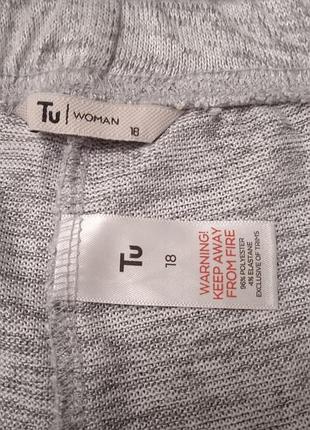 Tu | WOMAN
18
Tu
18
WARNING!
KEEP AWAY
FROM FIRE
96% POLYESTER
4% ELASTANE
EXCLUSIVE OF TRIMS